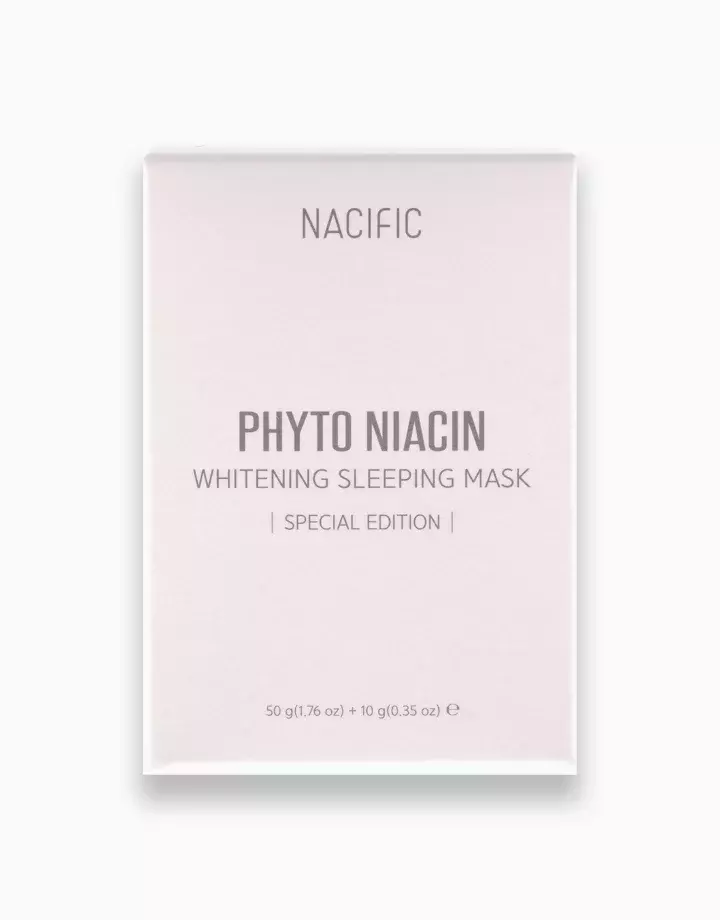 NACIFIC
PHYTO NIACIN
WHITENING SLEEPING MASK
| SPECIAL EDITION |
50 g(1.76 oz) + 10 g(0.35 oz) ℮